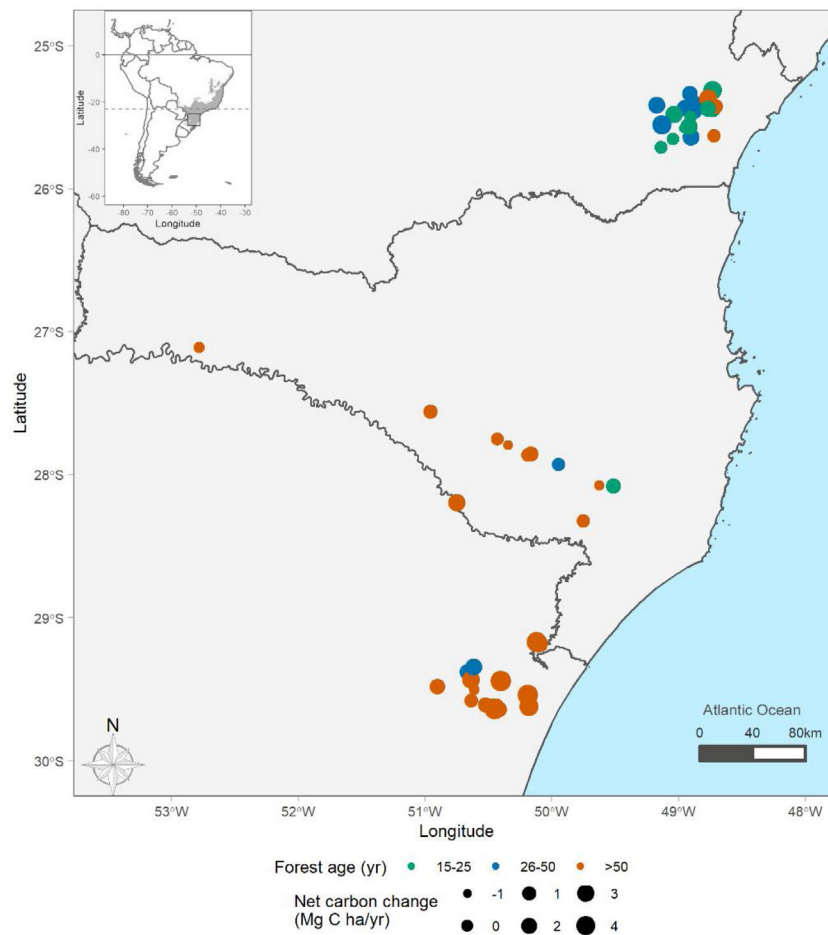 25°S
26°S
27°S
28°S
29°S
30°S
Latitude
0
-20
-40
-60
Latitude
-80 -70 -60 -50 -40 -30
Longitude
N
Atlantic Ocean
0 40 80km
53°W 52°W 51°W 50°W 49°W 48°W
Longitude
Forest age (yr) 15-25 26-50 >50
Net carbon change
(Mg C ha/yr)
-1 1 3
0 2 4